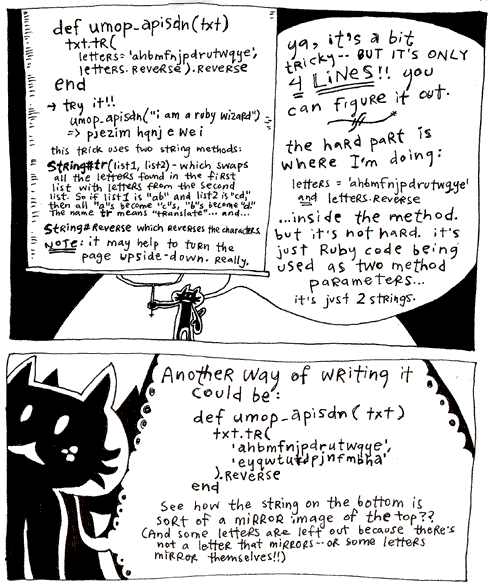 def umop_apisdn(txt)
txt.tr(
letters='ahbmfnjpdrutwqye',
letters.reverse).reverse
end
→ try it!!
umop_apisdn("i am a ruby wizard")
=> pjezim hqnj e we i
this trick uses two string methods:
String#tr(list1, list2) - which swaps
all the letters found in the first
list with letters from the second
list. So if list1 is "ab" and list2 is "cd,"
then all "a"s become "c"s, "b"s become "d."
The name tr means "translate"... and...
String#reverse which reverses the characters.
NOTE: it may help to turn the
page upside-down. Really.
ya, it's a bit
tricky-- BUT IT'S ONLY
4 LiNES!! you
can figure it out.
the hard part is
where I'm doing:
letters = 'ahbmfnjpdrutwqye'
and letters.reverse
...inside the method.
but it's not hard. it's
just Ruby code being
used as two method
parameters...
it's just 2 strings.
Another way of writing it
could be:
def umop_apisdn(txt)
txt.tr(
'ahbmfnjpdrutwqye',
).reverse
end
See how the string on the bottom is
sort of a mirror image of the top??
(And some letters are left out because there's
not a letter that mirrors-- or some letters
mirror themselves!!)